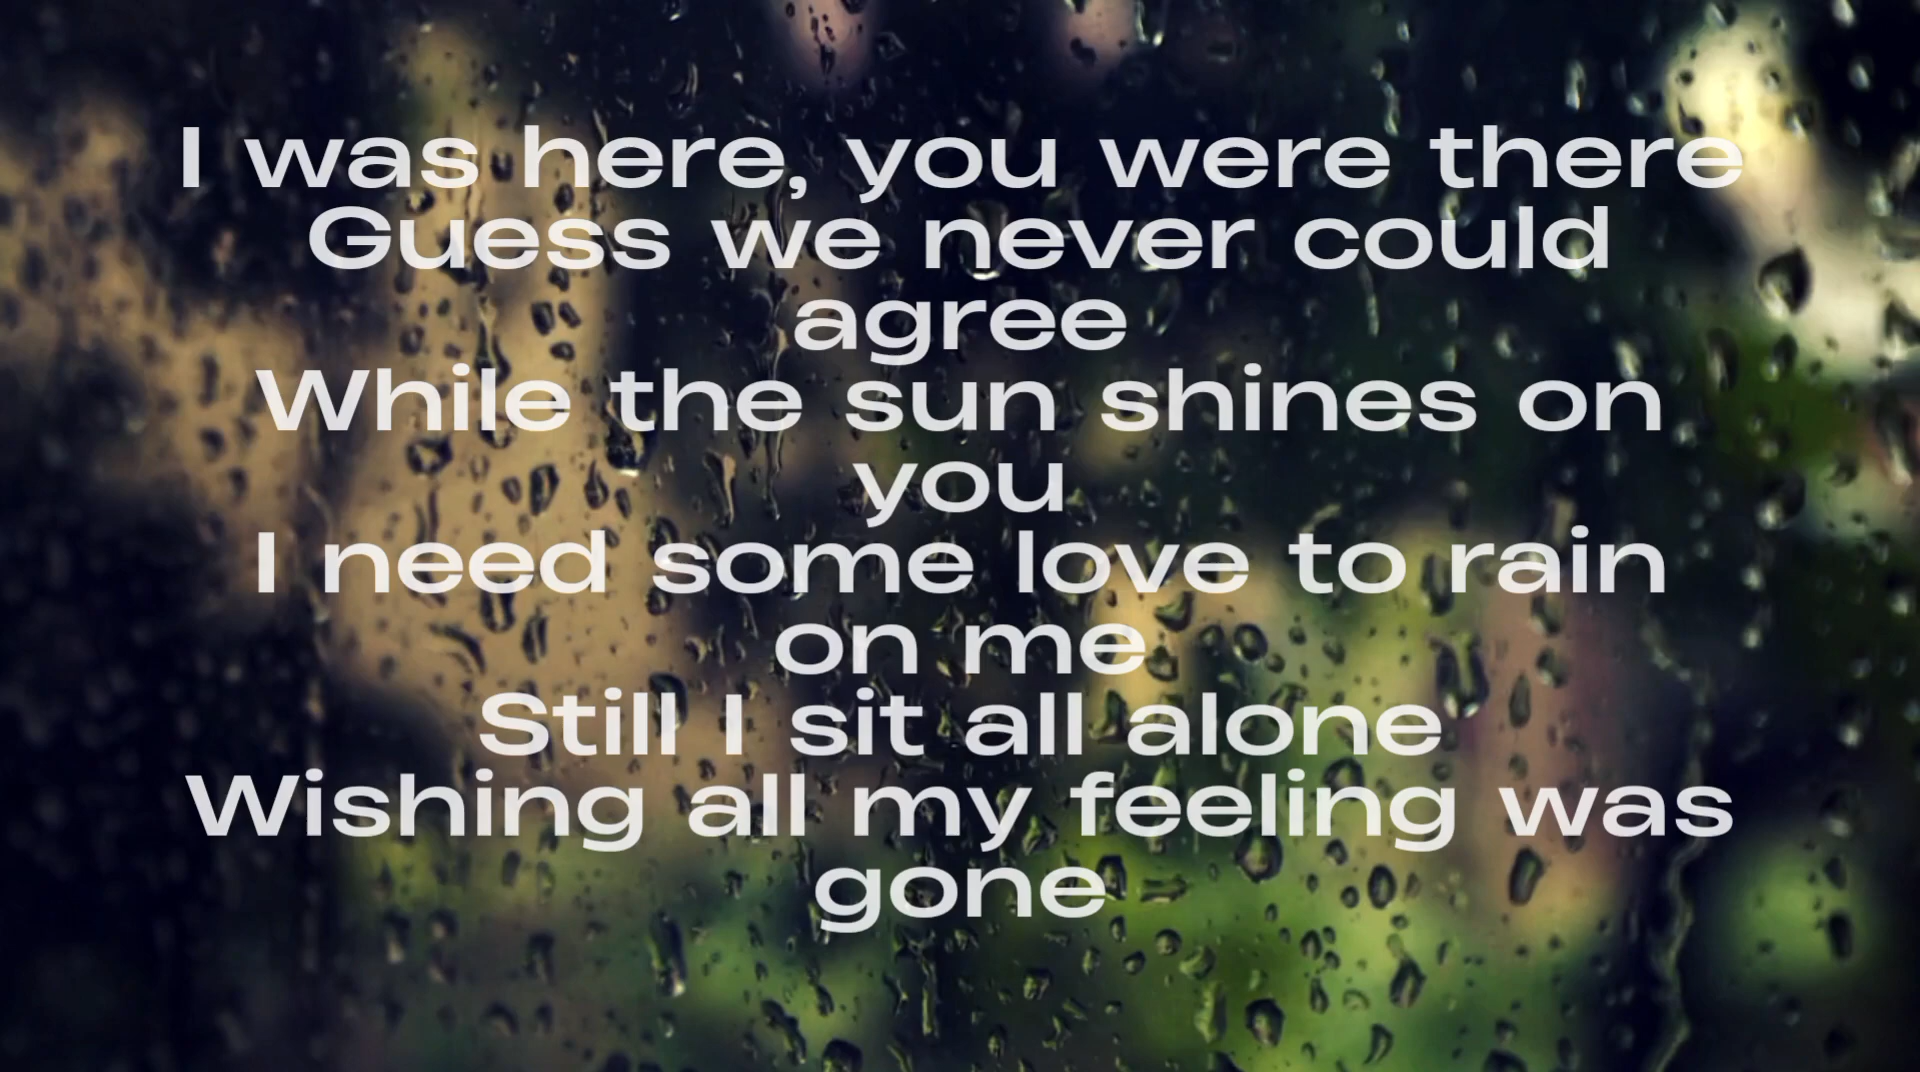 I was here, you were there
Guess we never could
agree
While the sun shines on
you
I need some love to rain
on me
Still I sit all alone
Wishing all my feeling was
gone